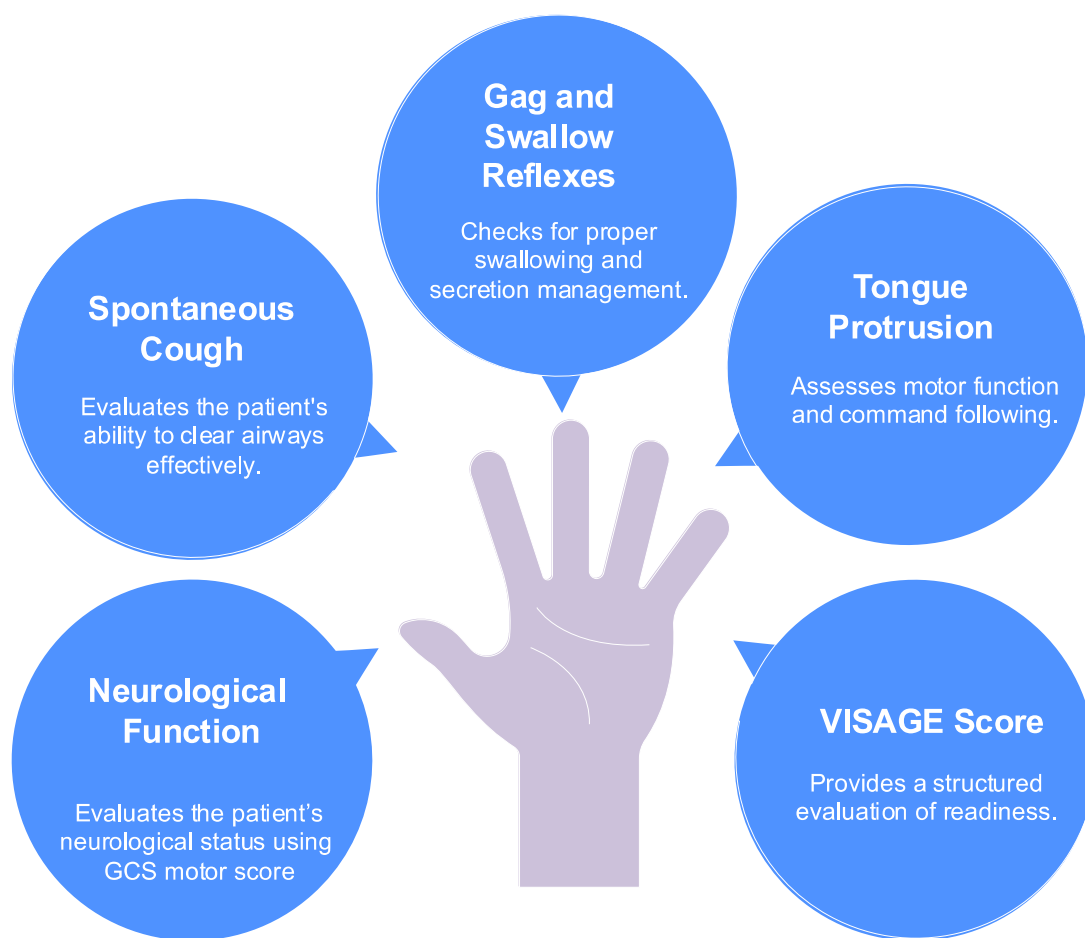 Gag and
Swallow
Reflexes
Checks for proper
swallowing and
secretion management.
Spontaneous
Cough
Evaluates the patient's
ability to clear airways
effectively.
Tongue
Protrusion
Assesses motor function
and command following.
Neurological
Function
Evaluates the patient’s
neurological status using
GCS motor score
VISAGE Score
Provides a structured
evaluation of readiness.